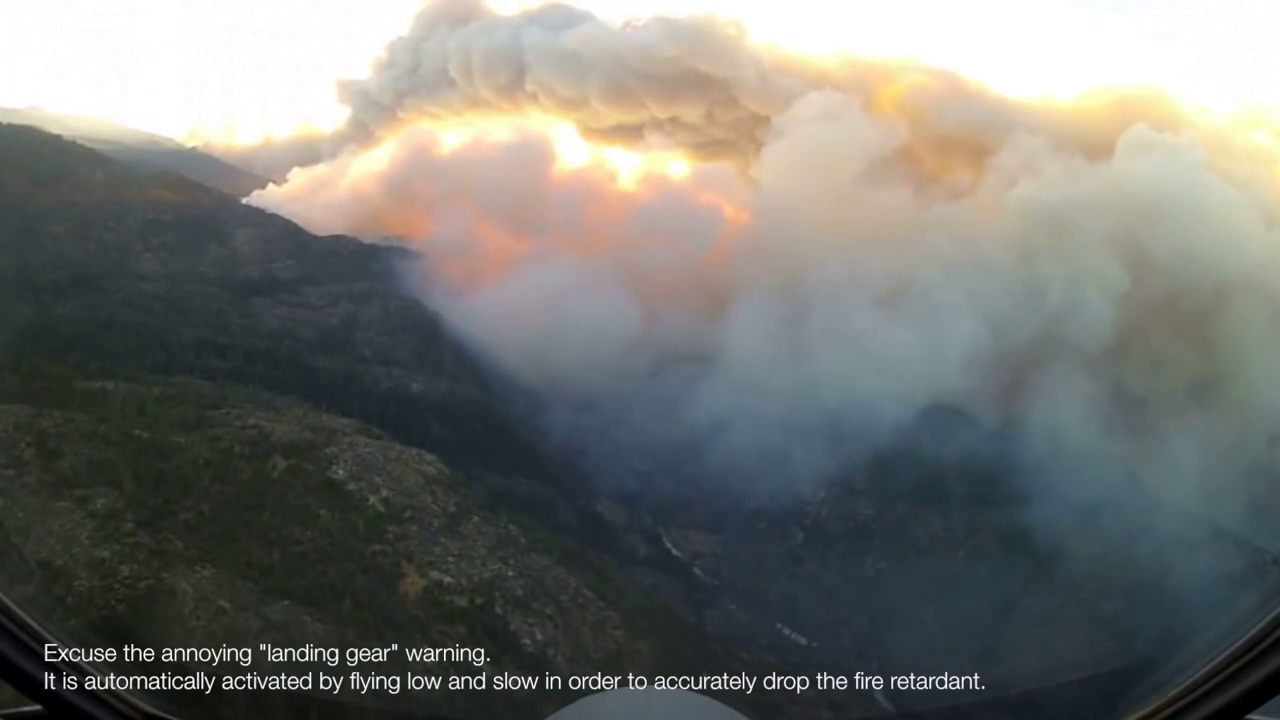 Excuse the annoying "landing gear" warning.
It is automatically activated by flying low and slow in order to accurately drop the fire retardant.